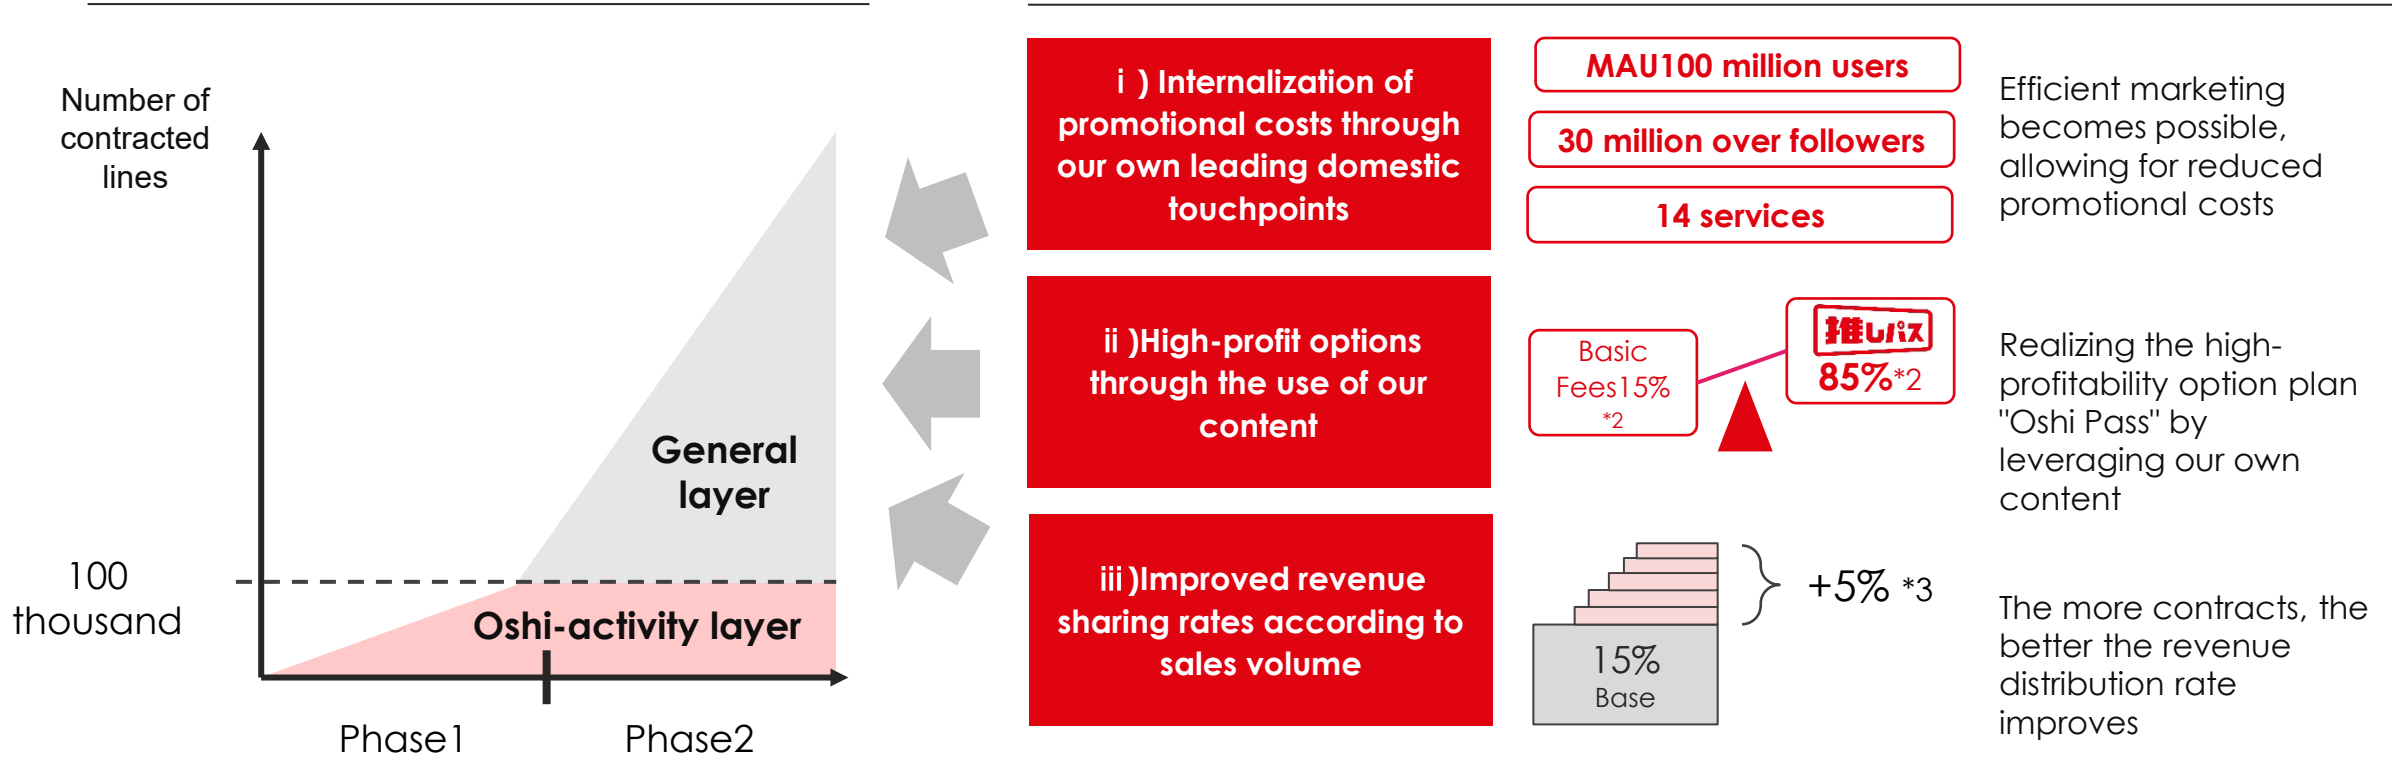 Number of
contracted
lines
100
thousand
General
layer
Oshi-activity layer
Phase1
Phase2
ⅰ) Internalization of
promotional costs through
our own leading domestic
touchpoints
MAU100 million users
30 million over followers
14 services
Efficient marketing
becomes possible,
allowing for reduced
promotional costs
ⅱ)High-profit options
through the use of our
content
Basic
Fees15%
*2
推しパス
85%*2
Realizing the high-
profitability option plan
"Oshi Pass" by
leveraging our own
content
ⅲ)Improved revenue
sharing rates according to
sales volume
15%
Base
+5% *3
The more contracts, the
better the revenue
distribution rate
improves